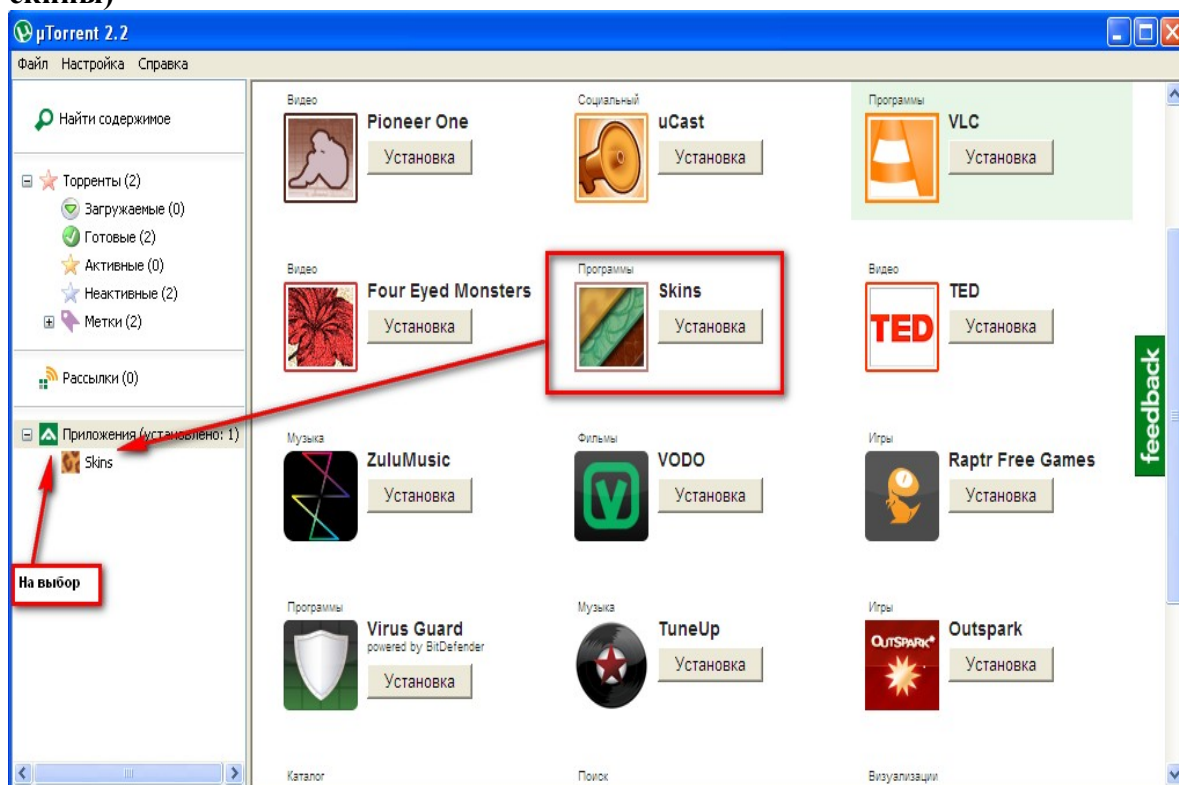 скины)
µTorrent 2.2
Файл Настройка Справка
Найти содержимое
Торренты (2)
Загружаемые (0)
Готовые (2)
Активные (0)
Неактивные (2)
Метки (2)
Рассылки (0)
Приложения (установлено: 1)
Skins
На выбор
Видео
Pioneer One
Установка
Социальный
uCast
Установка
Программы
VLC
Установка
Видео
Four Eyed Monsters
Установка
Программы
Skins
Установка
Видео
TED
TED
Установка
Музыка
ZuluMusic
Установка
Фильмы
VODO
Установка
Игры
Raptr Free Games
Установка
Программы
Virus Guard
powered by BitDefender
Установка
Музыка
TuneUp
Установка
Игры
OUTSPARK
Outspark
Установка
Каталог
Поиск
Визуализации
feedback